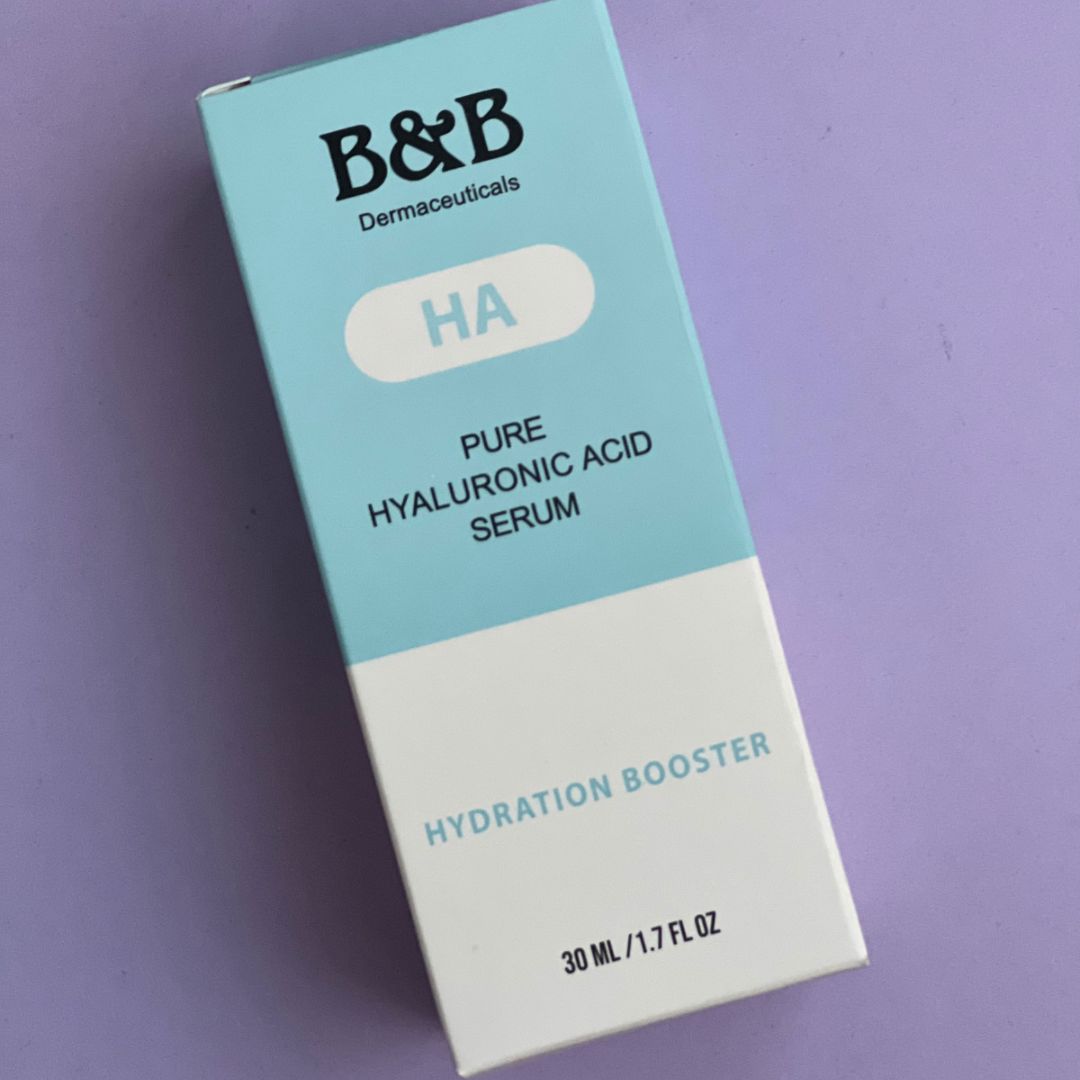 B&B
Dermaceuticals
HA
PURE
HYALURONIC ACID
SERUM
HYDRATION BOOSTER
30 ML / 1.7 FL OZ